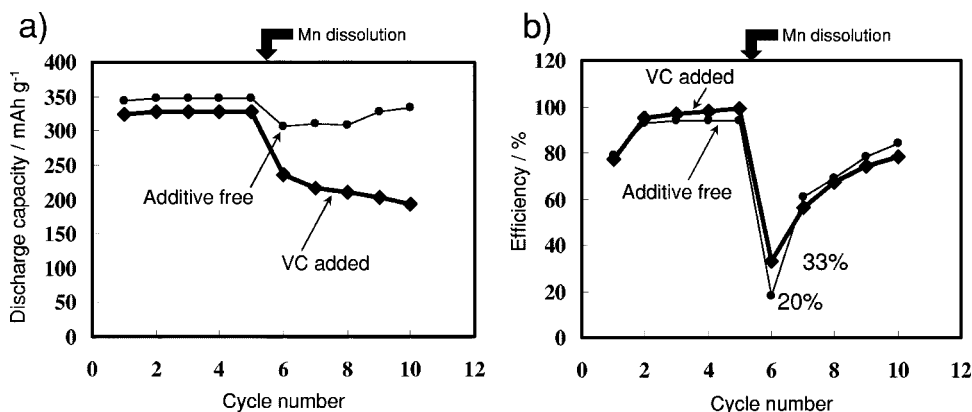 a)
Mn dissolution
Discharge capacity / mAh g⁻¹
400
350
300
250
200
150
100
50
0
Additive free
VC added
0 2 4 6 8 10 12
Cycle number
b)
Mn dissolution
Efficiency / %
120
100
80
60
40
20
0
VC added
Additive free
33%
20%
0 2 4 6 8 10 12
Cycle number